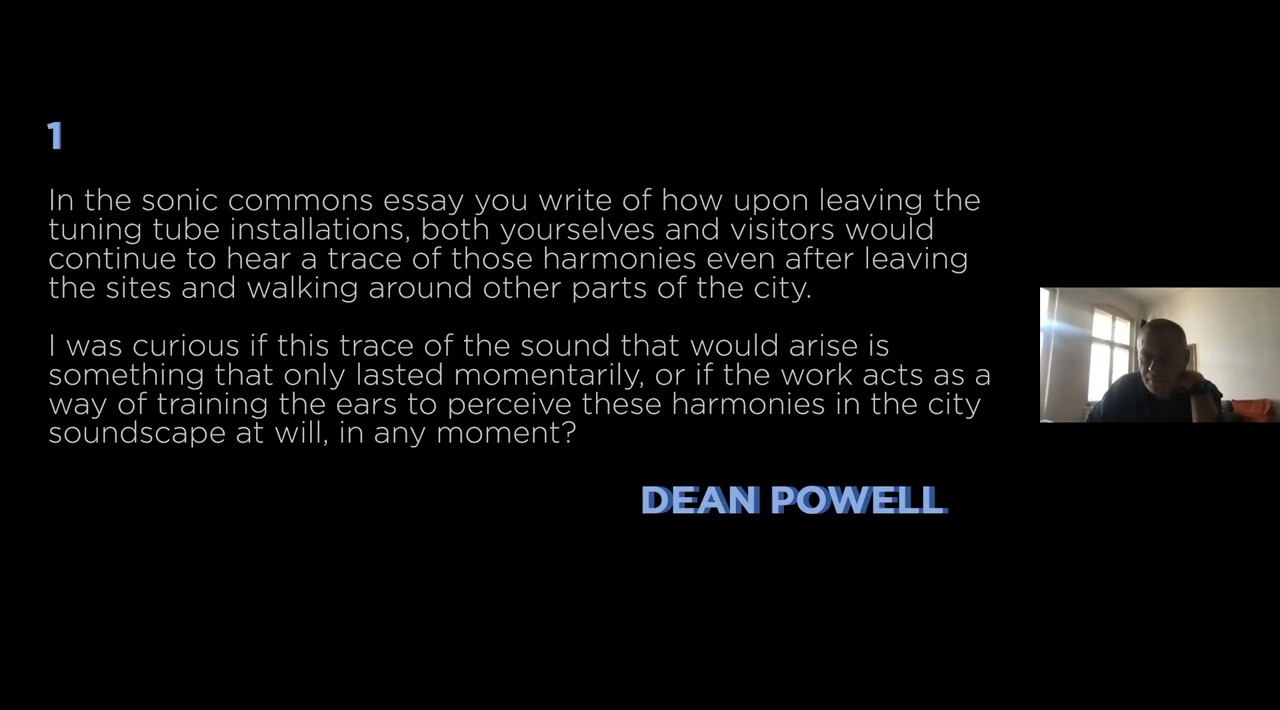 1
In the sonic commons essay you write of how upon leaving the
tuning tube installations, both yourselves and visitors would
continue to hear a trace of those harmonies even after leaving
the sites and walking around other parts of the city.
I was curious if this trace of the sound that would arise is
something that only lasted momentarily, or if the work acts as a
way of training the ears to perceive these harmonies in the city
soundscape at will, in any moment?
DEAN POWELL